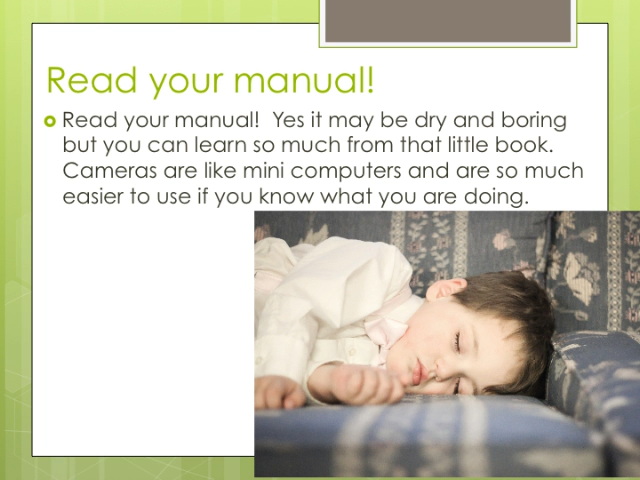 Read your manual!
Read your manual!  Yes it may be dry and boring
but you can learn so much from that little book.
Cameras are like mini computers and are so much
easier to use if you know what you are doing.